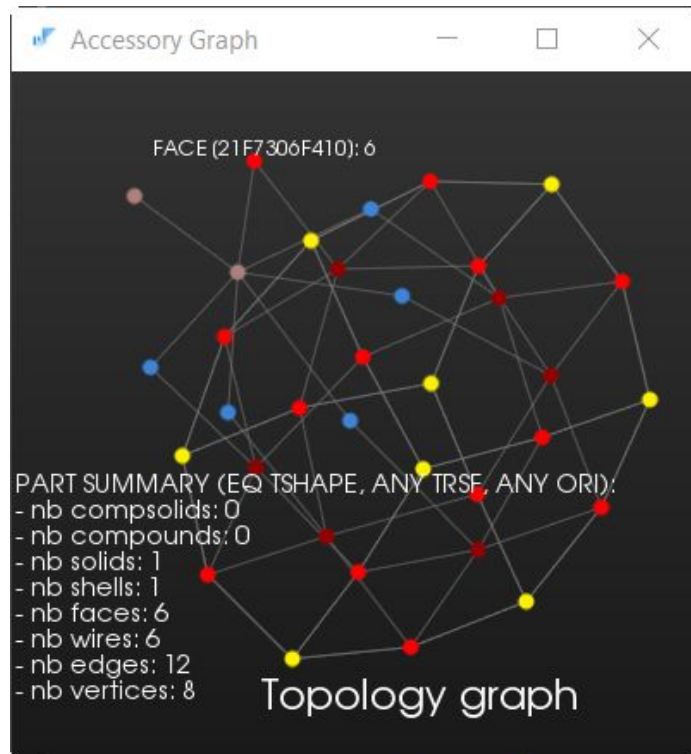 Accessory Graph
FACE (21F7306F410): 6
PART SUMMARY (EQ TSHAPE, ANY TRSF, ANY ORI):
- nb compsolids: 0
- nb compounds: 0
- nb solids: 1
- nb shells: 1
- nb faces: 6
- nb wires: 6
- nb edges: 12
- nb vertices: 8
Topology graph